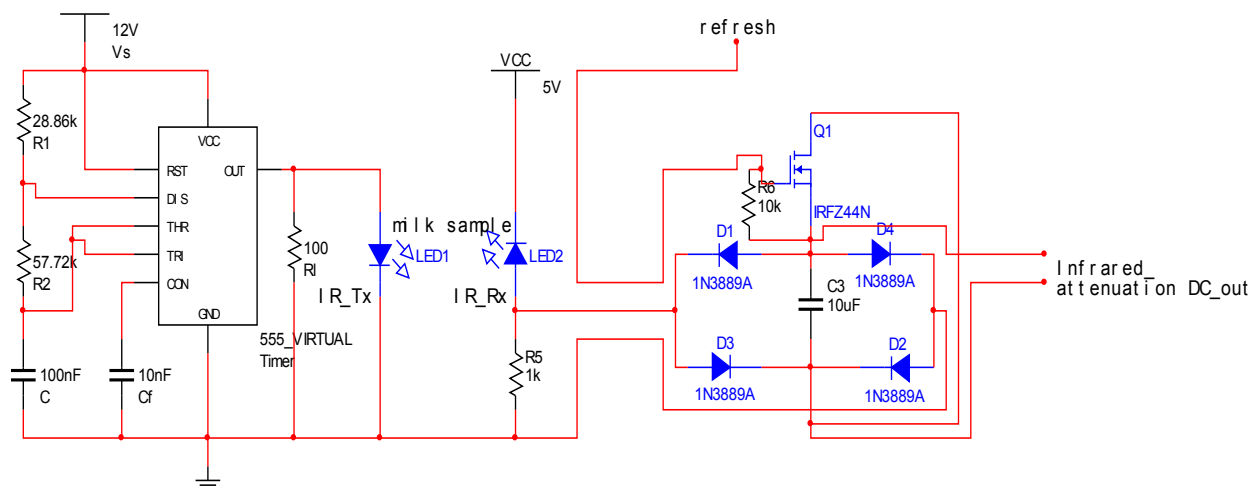 12V
Vs
28.86k
R1
57.72k
R2
100nF
C
10nF
Cf
VCC
RST
OUT
DIS
THR
TRI
CON
GND
555_VIRTUAL
Timer
100
Rl
LED1
IR_Tx
milk sample
VCC
5V
LED2
IR_Rx
R5
1k
refresh
Q1
IRFZ44N
R6
10k
D1
1N3889A
D4
1N3889A
C3
10uF
D3
1N3889A
D2
1N3889A
Infrared_
attenuation DC_out